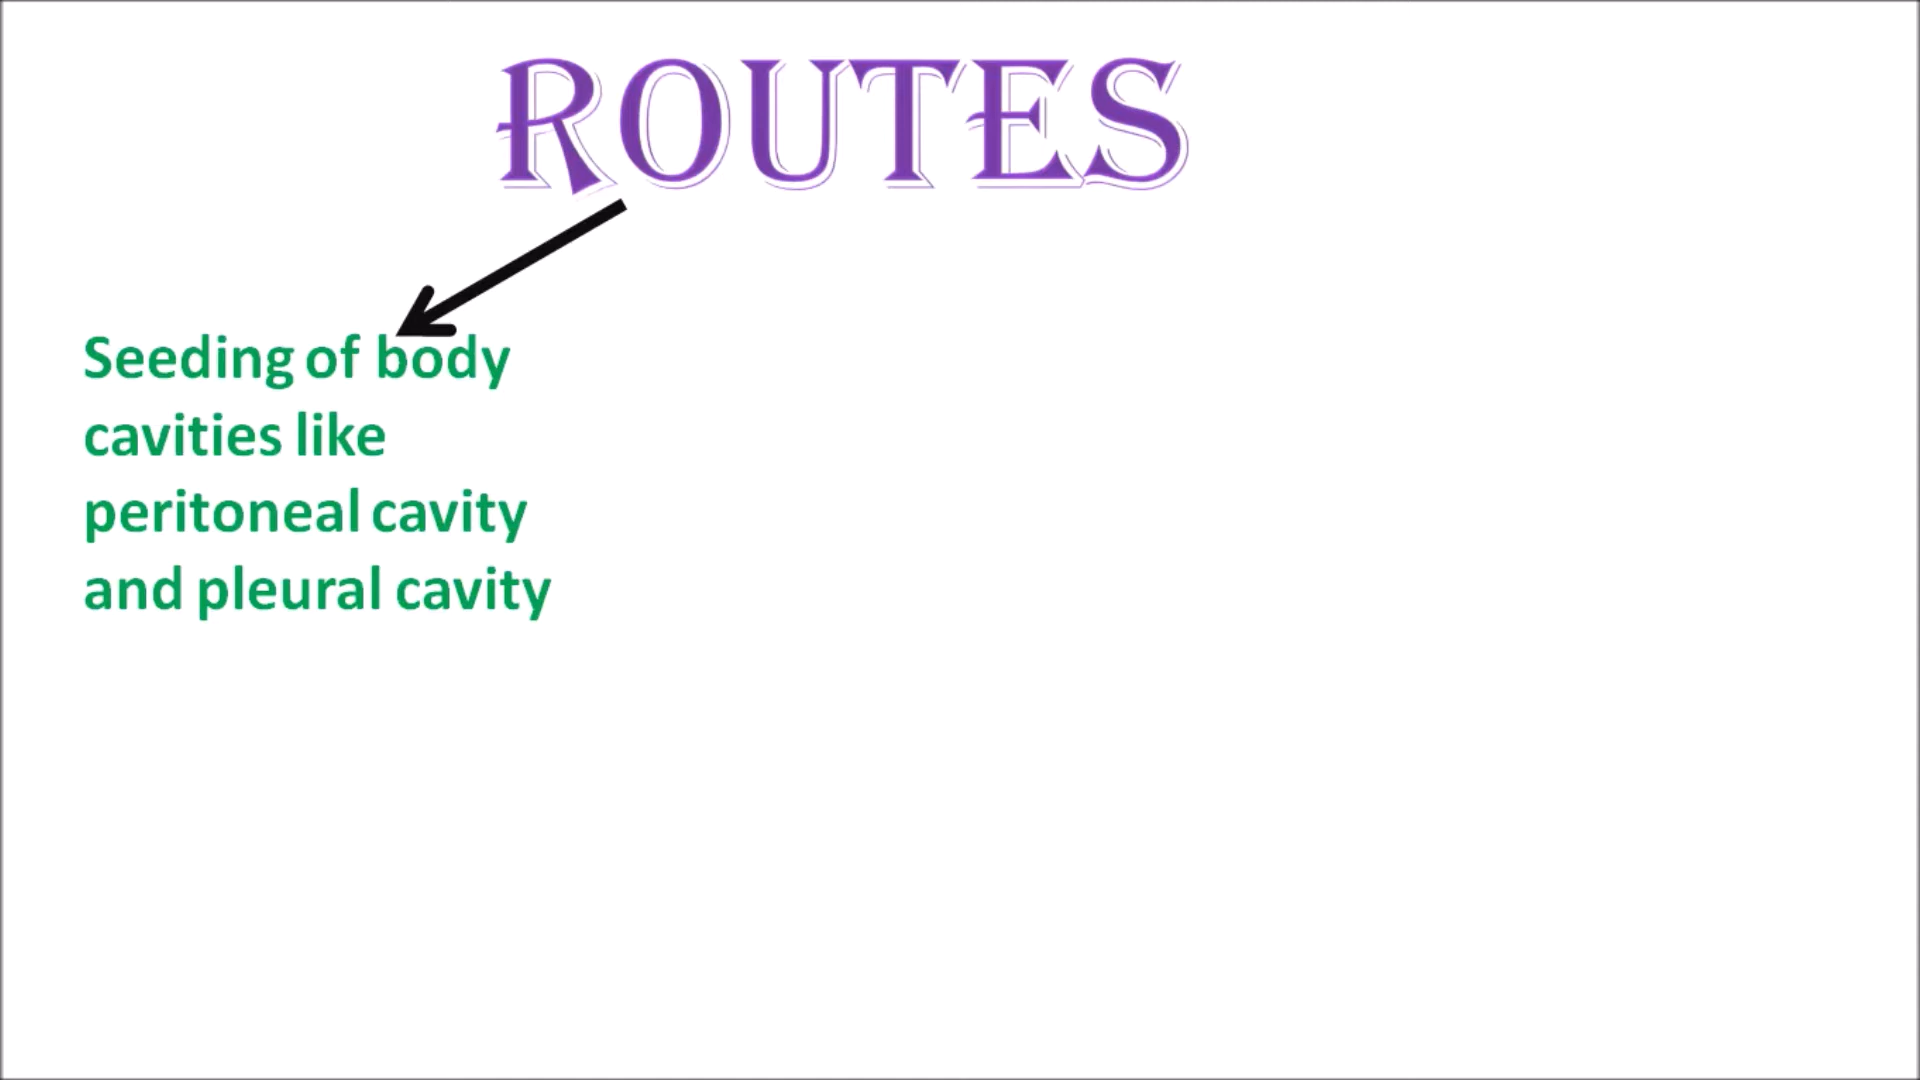 ROUTES
Seeding of body
cavities like
peritoneal cavity
and pleural cavity